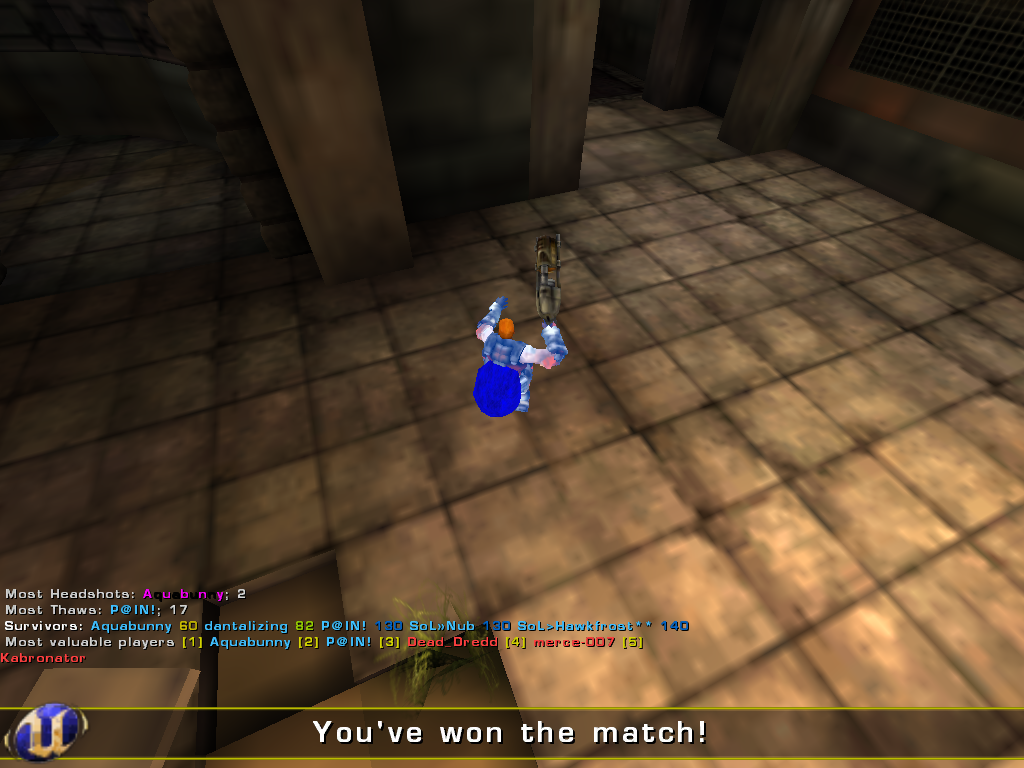 Most Headshots: Aquabunny; 2
Most Thaws: P@IN!; 17
Survivors: Aquabunny 60 dantalizing 82 P@IN! 130 SoL»Nub 130 SoL>Hawkfrost** 140
Most valuable players [1] Aquabunny [2] P@IN! [3] Dead_Dredd [4] merce-007 [5]
Kabronator
You've won the match!